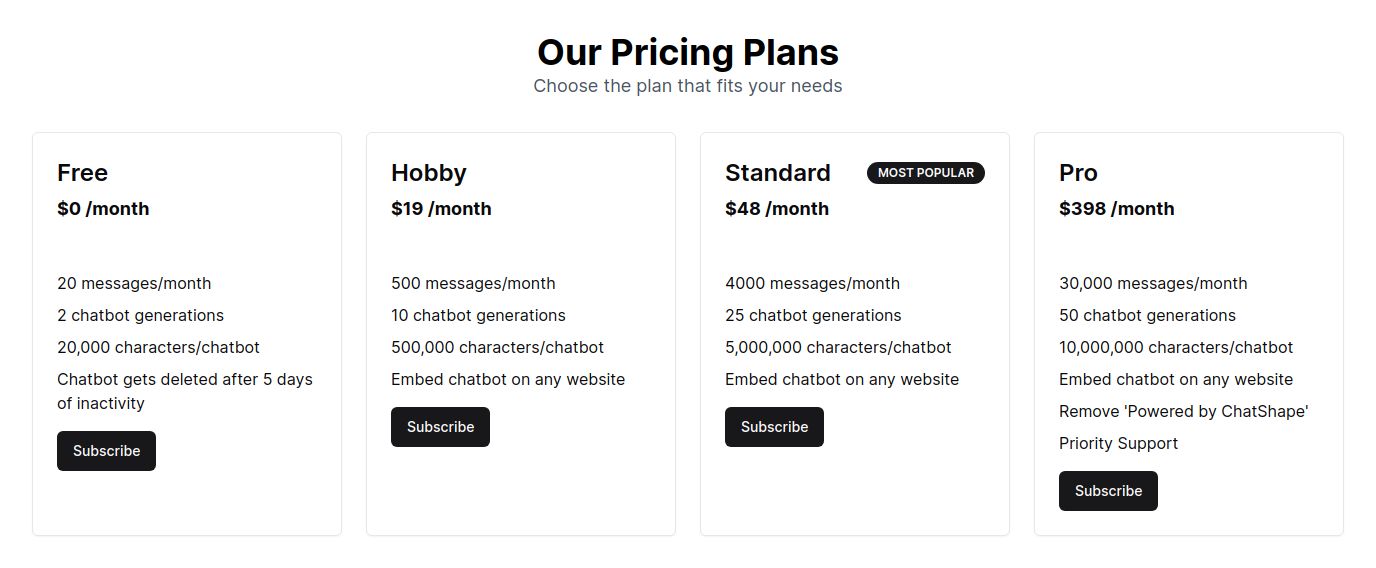 Our Pricing Plans
Choose the plan that fits your needs
Free
$0 /month
20 messages/month
2 chatbot generations
20,000 characters/chatbot
Chatbot gets deleted after 5 days
of inactivity
Subscribe
Hobby
$19 /month
500 messages/month
10 chatbot generations
500,000 characters/chatbot
Embed chatbot on any website
Subscribe
Standard
MOST POPULAR
$48 /month
4000 messages/month
25 chatbot generations
5,000,000 characters/chatbot
Embed chatbot on any website
Subscribe
Pro
$398 /month
30,000 messages/month
50 chatbot generations
10,000,000 characters/chatbot
Embed chatbot on any website
Remove 'Powered by ChatShape'
Priority Support
Subscribe